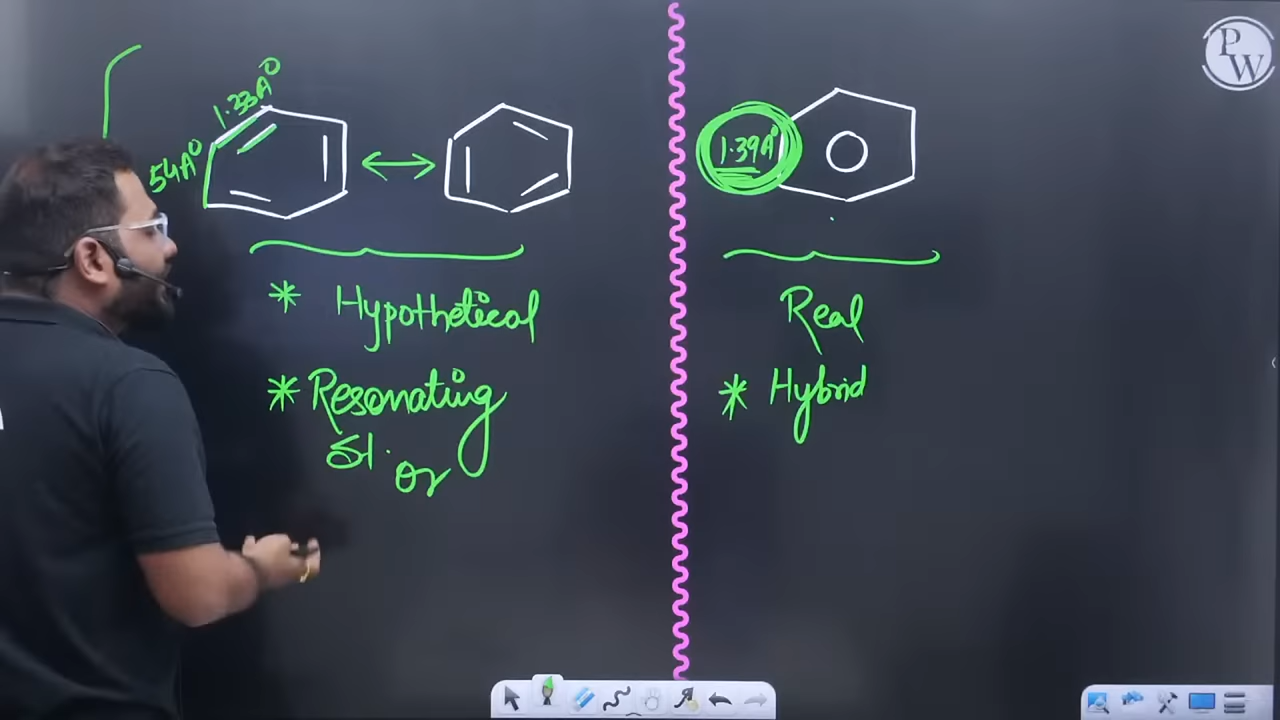 1.33A°
54A°
1.39A°
* Hypothetical
Real
* Resonating
St. or
* Hybrid
PW